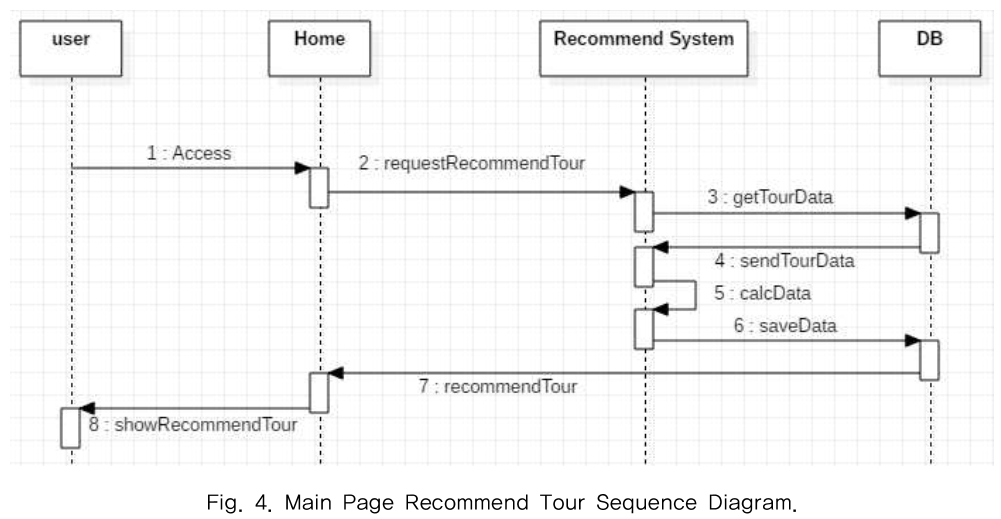 user
Home
Recommend System
DB
1 : Access
2 : requestRecommendTour
3 : getTourData
4 : sendTourData
5 : calcData
6 : saveData
7 : recommendTour
8 : showRecommendTour
Fig. 4. Main Page Recommend Tour Sequence Diagram.